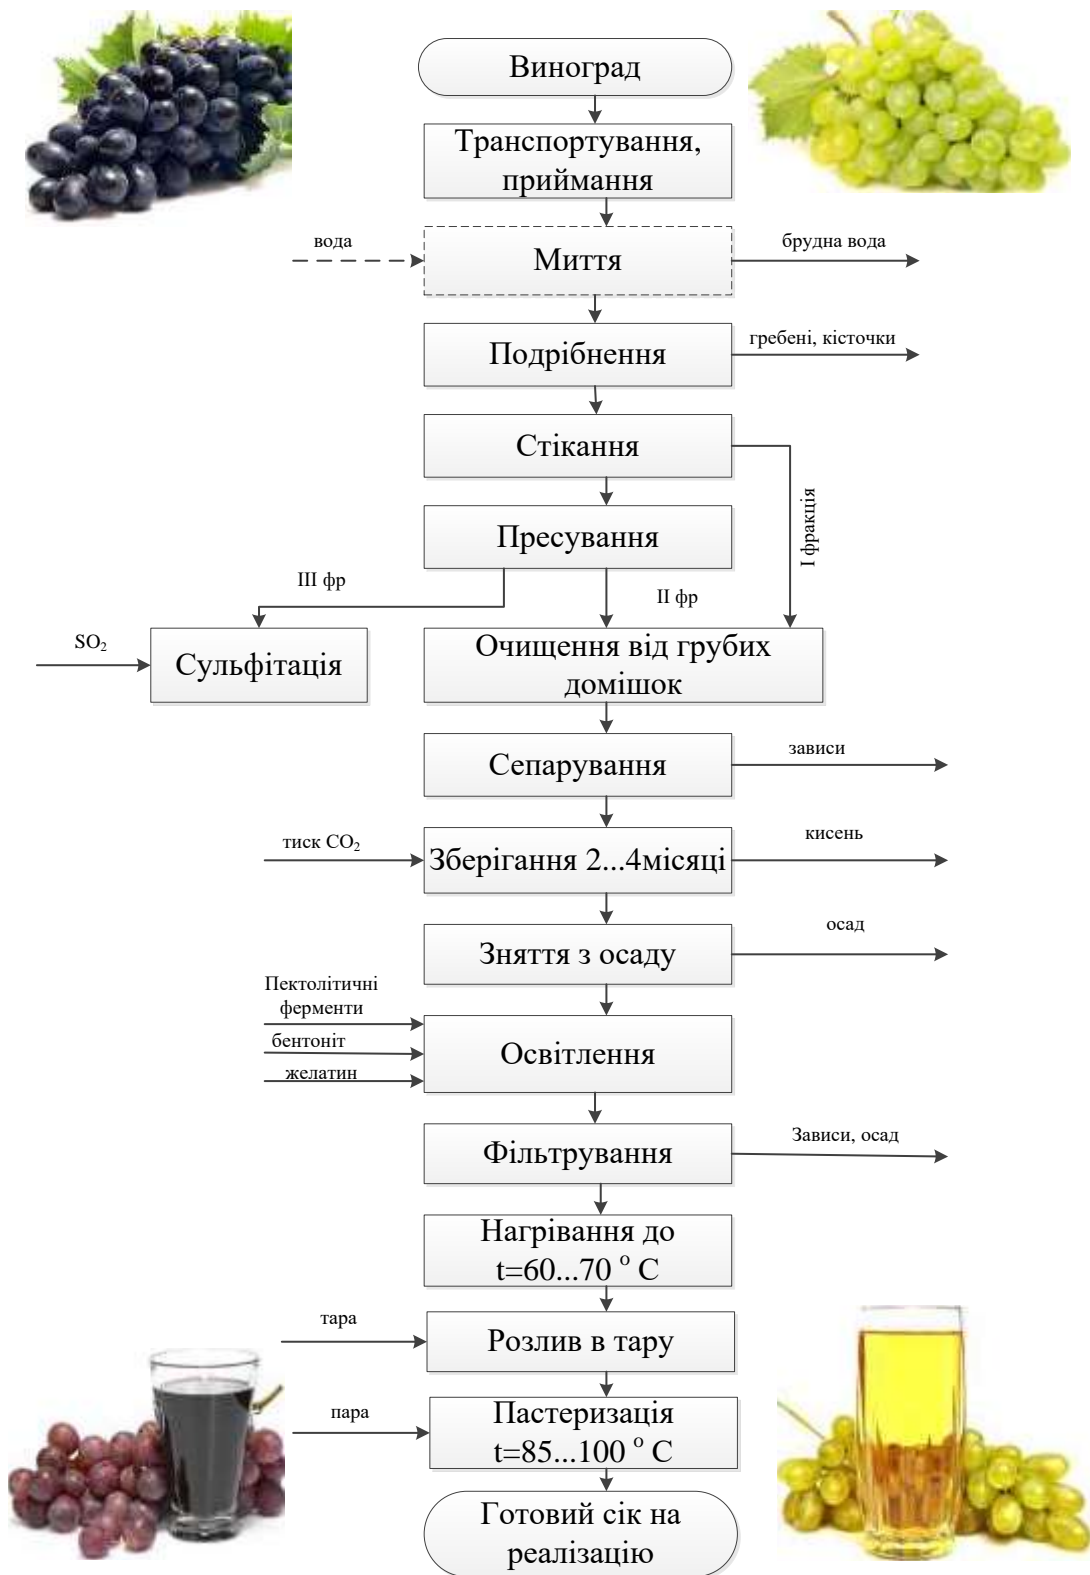 Виноград
Транспортування,
приймання
вода
Миття
брудна вода
Подрібнення
гребені, кісточки
Стікання
І фракція
Пресування
ІІІ фр
ІІ фр
SO₂
Сульфітація
Очищення від грубих
домішок
Сепарування
зависи
тиск CO₂
Зберігання 2...4місяці
кисень
Зняття з осаду
осад
Пектолітичні
ферменти
бентоніт
желатин
Освітлення
Фільтрування
Зависи, осад
Нагрівання до
t=60...70 ° C
тара
Розлив в тару
пара
Пастеризація
t=85...100 ° C
Готовий сік на
реалізацію